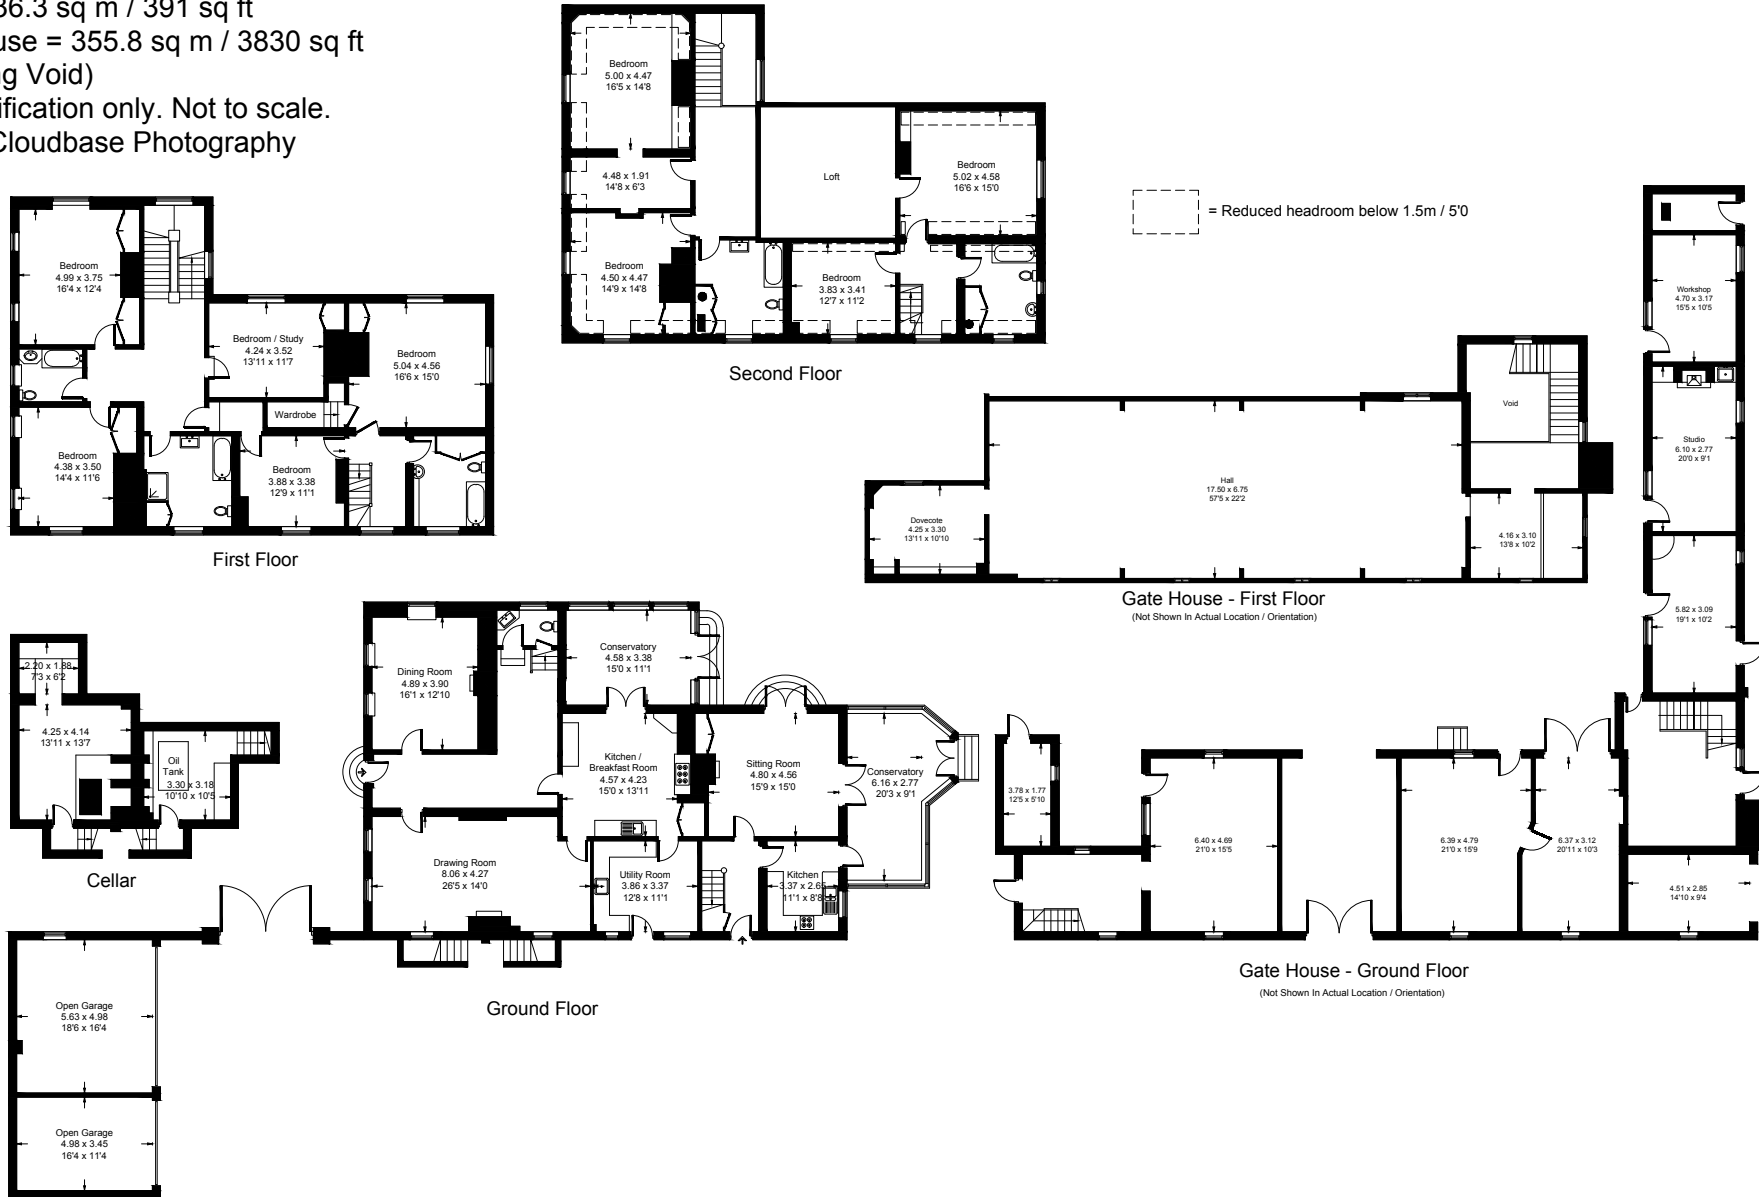 36.3 sq m / 391 sq ft
use = 355.8 sq m / 3830 sq ft
ng Void)
ification only. Not to scale.
Cloudbase Photography
Bedroom
5.00 x 4.47
16'5 x 14'8
4.48 x 1.91
14'8 x 6'3
Bedroom
4.50 x 4.47
14'9 x 14'8
Loft
Bedroom
5.02 x 4.58
16'6 x 15'0
Bedroom
3.83 x 3.41
12'7 x 11'2
Second Floor
= Reduced headroom below 1.5m / 5'0
Bedroom
4.99 x 3.75
16'4 x 12'4
Bedroom / Study
4.24 x 3.52
13'11 x 11'7
Bedroom
5.04 x 4.56
16'6 x 15'0
Wardrobe
Bedroom
4.38 x 3.50
14'4 x 11'6
Bedroom
3.88 x 3.38
12'9 x 11'1
First Floor
Void
Hall
17.50 x 6.75
57'5 x 22'2
Dovecote
4.25 x 3.30
13'11 x 10'10
4.16 x 3.10
13'8 x 10'2
Gate House - First Floor
(Not Shown In Actual Location / Orientation)
Workshop
4.70 x 3.17
15'5 x 10'5
Studio
6.10 x 2.77
20'0 x 9'1
5.82 x 3.09
19'1 x 10'2
2.20 x 1.88
7'3 x 6'2
4.25 x 4.14
13'11 x 13'7
Oil
Tank
3.30 x 3.18
10'10 x 10'5
Cellar
Dining Room
4.89 x 3.90
16'1 x 12'10
Conservatory
4.58 x 3.38
15'0 x 11'1
Kitchen /
Breakfast Room
4.57 x 4.23
15'0 x 13'11
Sitting Room
4.80 x 4.56
15'9 x 15'0
Conservatory
6.16 x 2.77
20'3 x 9'1
Drawing Room
8.06 x 4.27
26'5 x 14'0
Utility Room
3.86 x 3.37
12'8 x 11'1
Kitchen
3.37 x 2.65
11'1 x 8'8
Ground Floor
Open Garage
5.63 x 4.98
18'6 x 16'4
Open Garage
4.98 x 3.45
16'4 x 11'4
3.78 x 1.77
12'5 x 5'10
6.40 x 4.69
21'0 x 15'5
6.39 x 4.79
21'0 x 15'9
6.37 x 3.12
20'11 x 10'3
4.51 x 2.85
14'10 x 9'4
Gate House - Ground Floor
(Not Shown In Actual Location / Orientation)